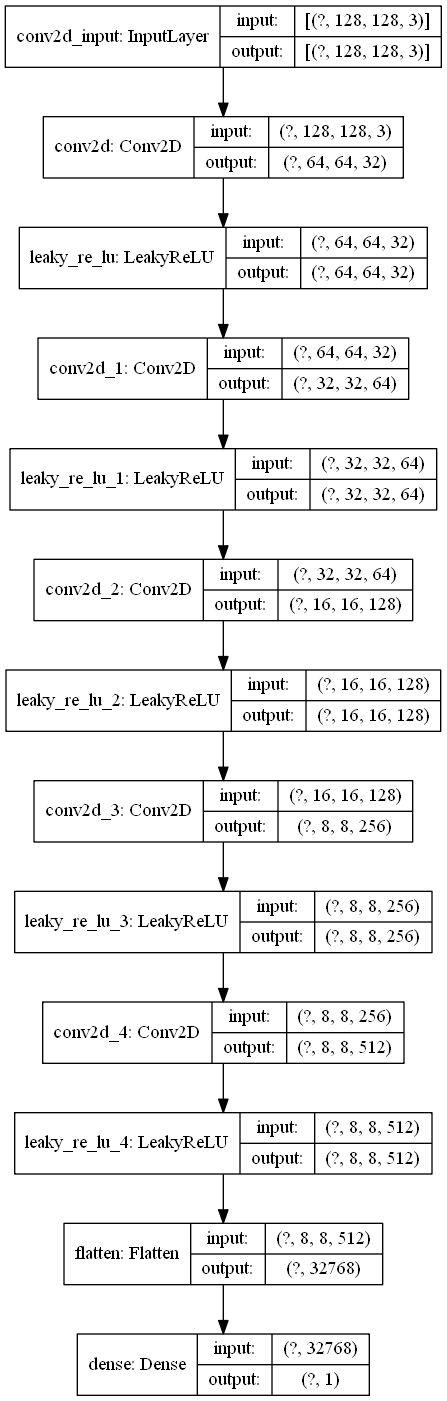 conv2d_input: InputLayer
input: [(?, 128, 128, 3)]
output: [(?, 128, 128, 3)]
conv2d: Conv2D
input: (?, 128, 128, 3)
output: (?, 64, 64, 32)
leaky_re_lu: LeakyReLU
input: (?, 64, 64, 32)
output: (?, 64, 64, 32)
conv2d_1: Conv2D
input: (?, 64, 64, 32)
output: (?, 32, 32, 64)
leaky_re_lu_1: LeakyReLU
input: (?, 32, 32, 64)
output: (?, 32, 32, 64)
conv2d_2: Conv2D
input: (?, 32, 32, 64)
output: (?, 16, 16, 128)
leaky_re_lu_2: LeakyReLU
input: (?, 16, 16, 128)
output: (?, 16, 16, 128)
conv2d_3: Conv2D
input: (?, 16, 16, 128)
output: (?, 8, 8, 256)
leaky_re_lu_3: LeakyReLU
input: (?, 8, 8, 256)
output: (?, 8, 8, 256)
conv2d_4: Conv2D
input: (?, 8, 8, 256)
output: (?, 8, 8, 512)
leaky_re_lu_4: LeakyReLU
input: (?, 8, 8, 512)
output: (?, 8, 8, 512)
flatten: Flatten
input: (?, 8, 8, 512)
output: (?, 32768)
dense: Dense
input: (?, 32768)
output: (?, 1)